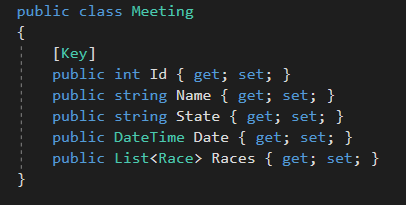 public class Meeting
{
[Key]
public int Id { get; set; }
public string Name { get; set; }
public string State { get; set; }
public DateTime Date { get; set; }
public List<Race> Races { get; set; }
}